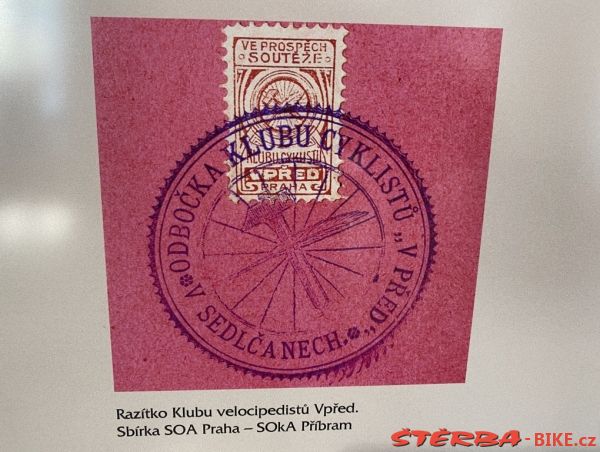 VE PROSPĚCH
SOUTĚŽE
KLUBU CYKLISTŮ
VPŘED
PRAHA
ODBOČKA KLUBU CYKLISTŮ „VPŘED"
V SEDLČANECH.
Razítko Klubu velocipedistů Vpřed.
Sbírka SOA Praha – SOkA Příbram
ŠTĚRBA-BIKE.cz